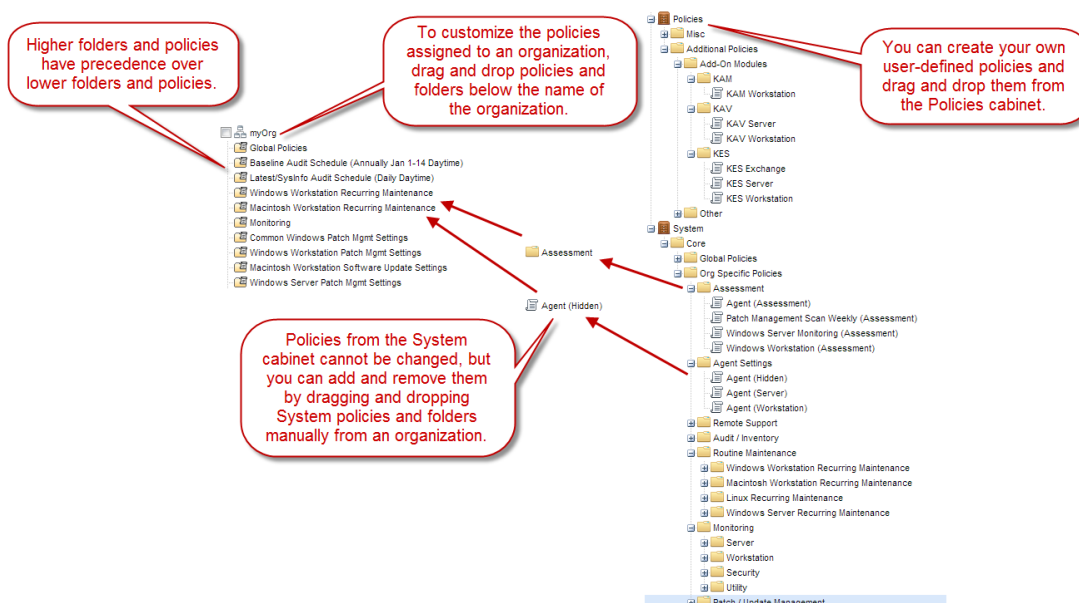 Higher folders and policies
have precedence over
lower folders and policies.
To customize the policies
assigned to an organization,
drag and drop policies and
folders below the name of
the organization.
You can create your own
user-defined policies and
drag and drop them from
the Policies cabinet.
myOrg
Global Policies
Baseline Audit Schedule (Annually Jan 1-14 Daytime)
Latest/SysInfo Audit Schedule (Daily Daytime)
Windows Workstation Recurring Maintenance
Macintosh Workstation Recurring Maintenance
Monitoring
Common Windows Patch Mgmt Settings
Windows Workstation Patch Mgmt Settings
Macintosh Workstation Software Update Settings
Windows Server Patch Mgmt Settings
Assessment
Agent (Hidden)
Policies from the System
cabinet cannot be changed, but
you can add and remove them
by dragging and dropping
System policies and folders
manually from an organization.
Policies
Misc
Additional Policies
Add-On Modules
KAM
KAM Workstation
KAV
KAV Server
KAV Workstation
KES
KES Exchange
KES Server
KES Workstation
Other
System
Core
Global Policies
Org Specific Policies
Assessment
Agent (Assessment)
Patch Management Scan Weekly (Assessment)
Windows Server Monitoring (Assessment)
Windows Workstation (Assessment)
Agent Settings
Agent (Hidden)
Agent (Server)
Agent (Workstation)
Remote Support
Audit / Inventory
Routine Maintenance
Windows Workstation Recurring Maintenance
Macintosh Workstation Recurring Maintenance
Linux Recurring Maintenance
Windows Server Recurring Maintenance
Monitoring
Server
Workstation
Security
Utility
Patch / Update Management